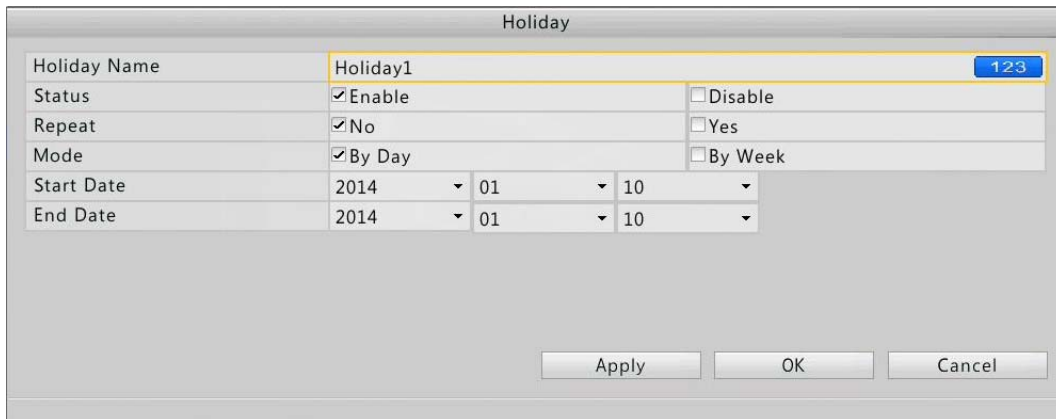 Holiday
Holiday Name Holiday1 123
Status Enable Disable
Repeat No Yes
Mode By Day By Week
Start Date 2014 01 10
End Date 2014 01 10
Apply OK Cancel